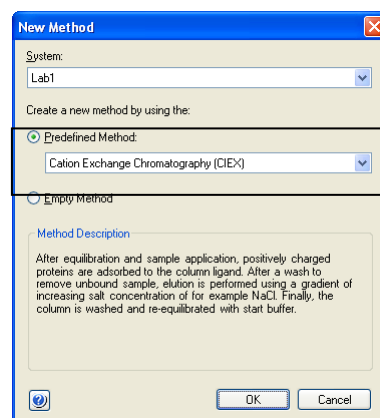 New Method
System:
Lab1
Create a new method by using the:
Predefined Method:
Cation Exchange Chromatography (CIEX)
Empty Method
Method Description
After equilibration and sample application, positively charged
proteins are adsorbed to the column ligand. After a wash to
remove unbound sample, elution is performed using a gradient of
increasing salt concentration of for example NaCl. Finally, the
column is washed and re-equilibrated with start buffer.
OK
Cancel